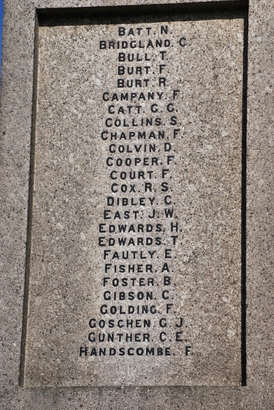 BATT. N.
BRIDGLAND. C.
BULL. T.
BURT. F.
BURT. R.
CAMPANY. F.
CATT. G. G.
COLLINS. S.
CHAPMAN. F.
COLVIN. D.
COOPER. F.
COURT. F.
COX. R. S.
DIBLEY. C.
EAST. J. W.
EDWARDS. H.
EDWARDS. T.
FAUTLY. E.
FISHER. A.
FOSTER. B.
GIBSON. C.
GOLDING. F.
GOSCHEN. G. J.
GUNTHER. C. E.
HANDSCOMBE. F.